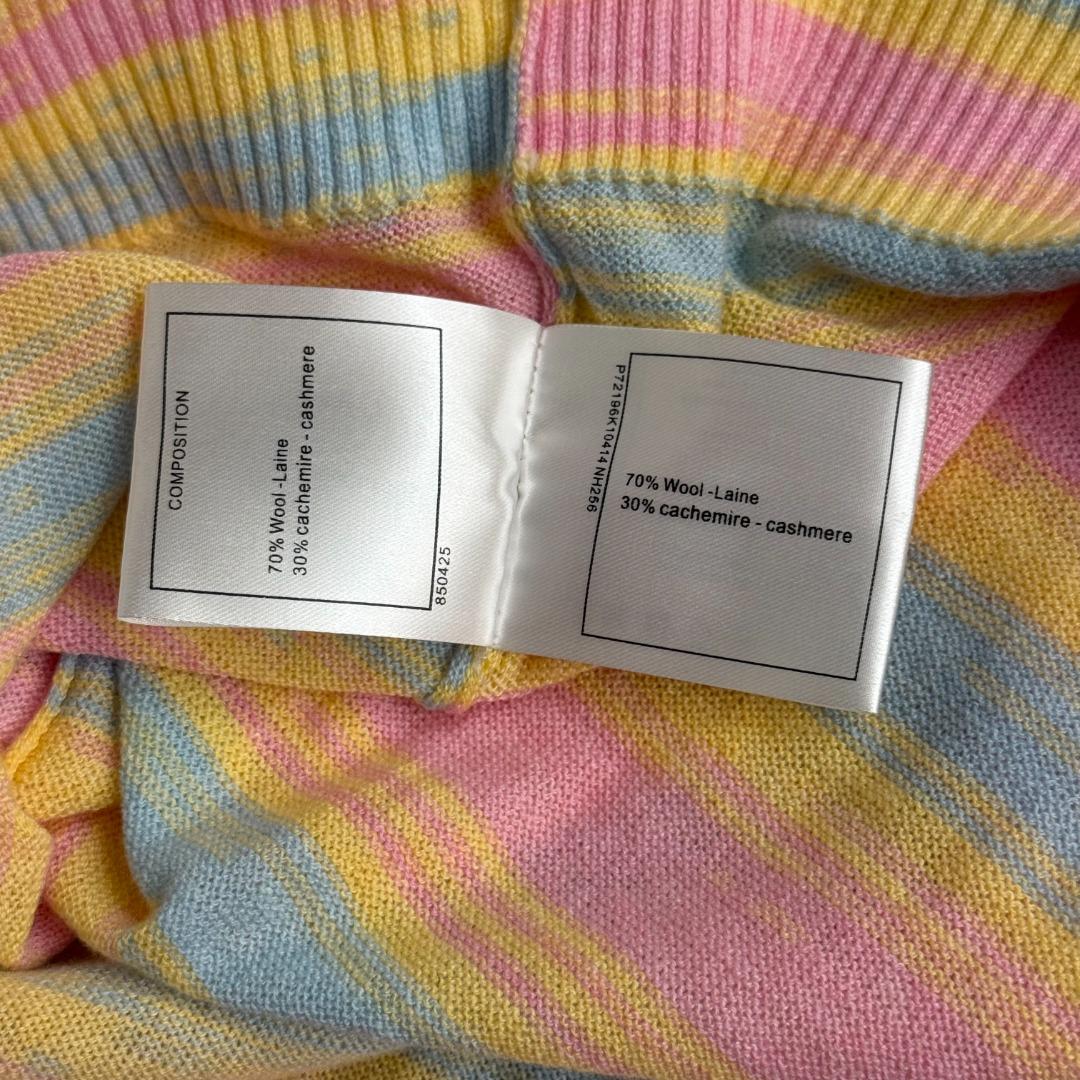 COMPOSITION
70% Wool -Laine
30% cachemire - cashmere
850425
P72196K10414 NH256
70% Wool -Laine
30% cachemire - cashmere